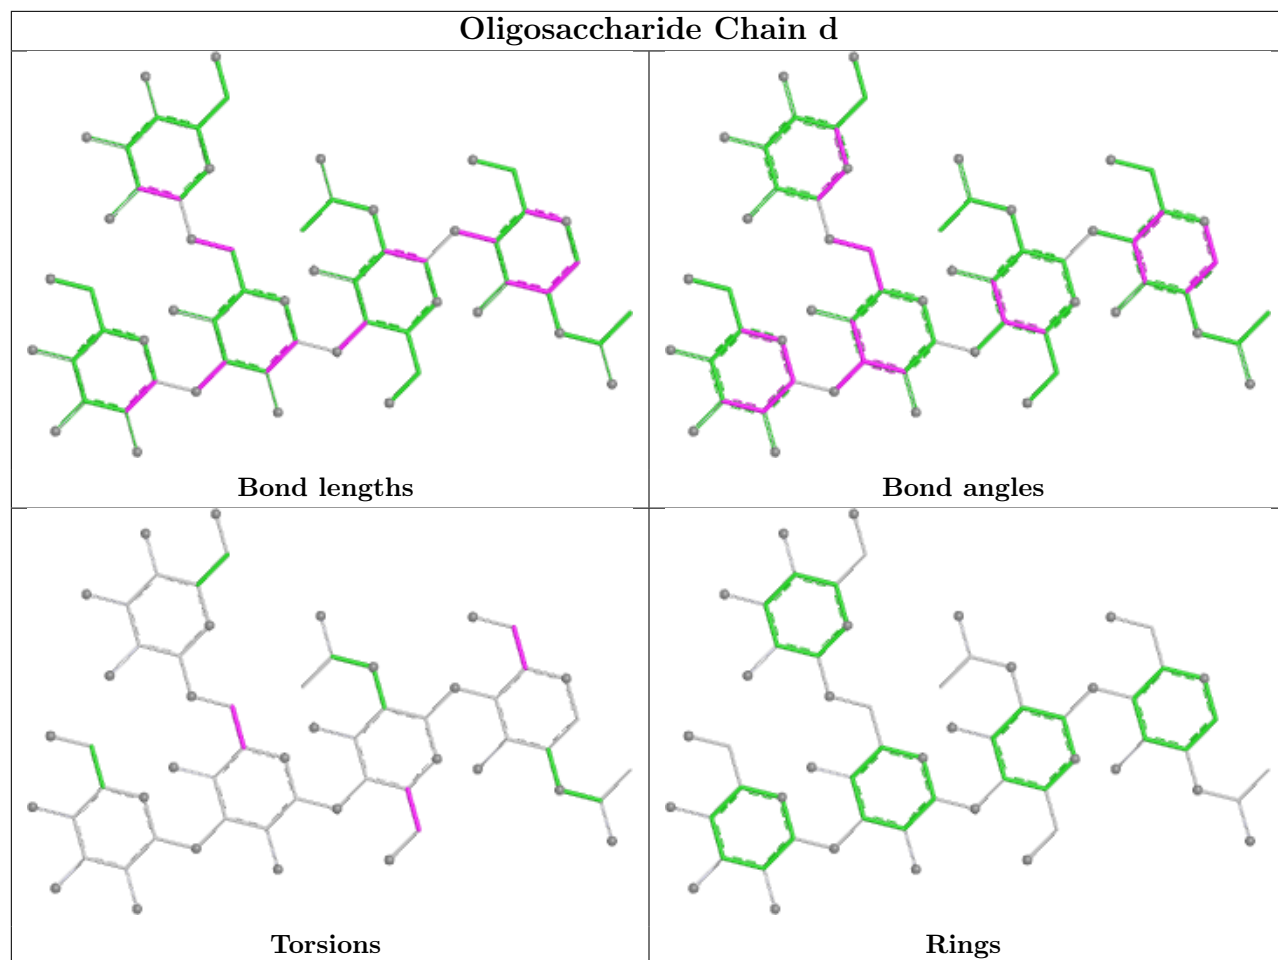 Oligosaccharide Chain d
Bond lengths
Bond angles
Torsions
Rings